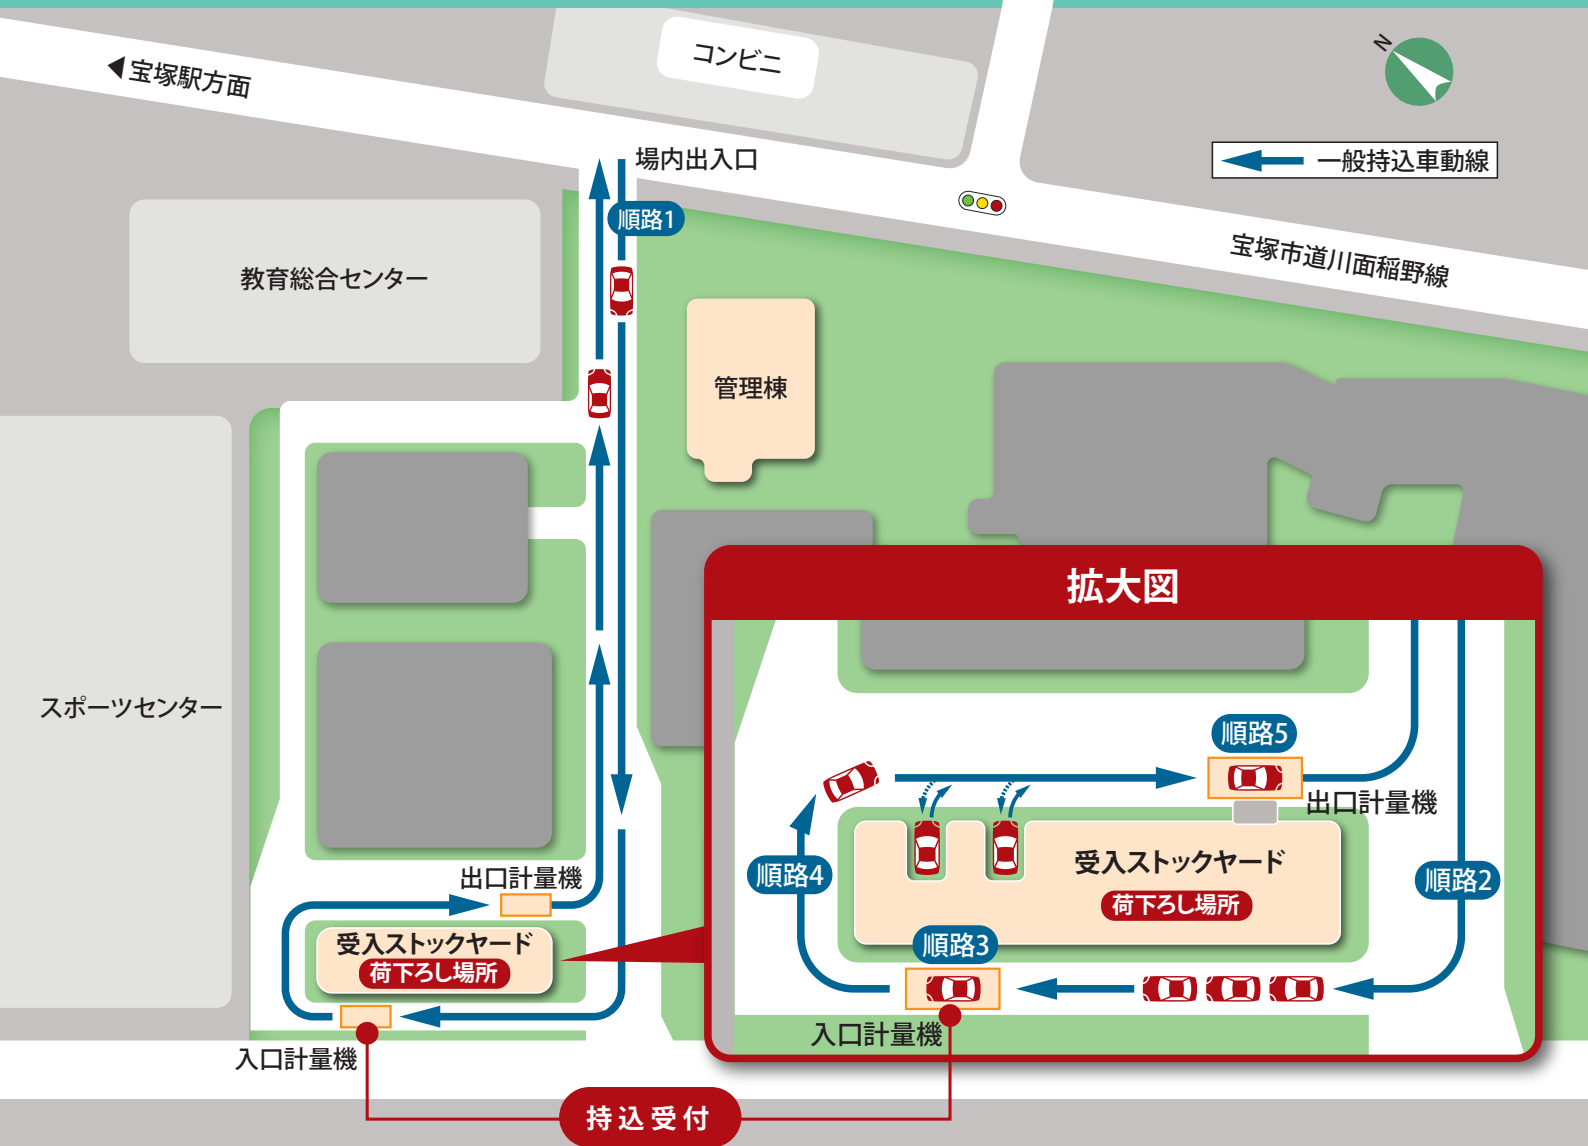 コンビニ
N
宝塚駅方面
場内出入口
一般持込車動線
順路1
宝塚市道川面稲野線
教育総合センター
管理棟
拡大図
スポーツセンター
順路5
出口計量機
受入ストックヤード
荷下ろし場所
順路4
順路2
出口計量機
受入ストックヤード
荷下ろし場所
順路3
入口計量機
入口計量機
持込受付